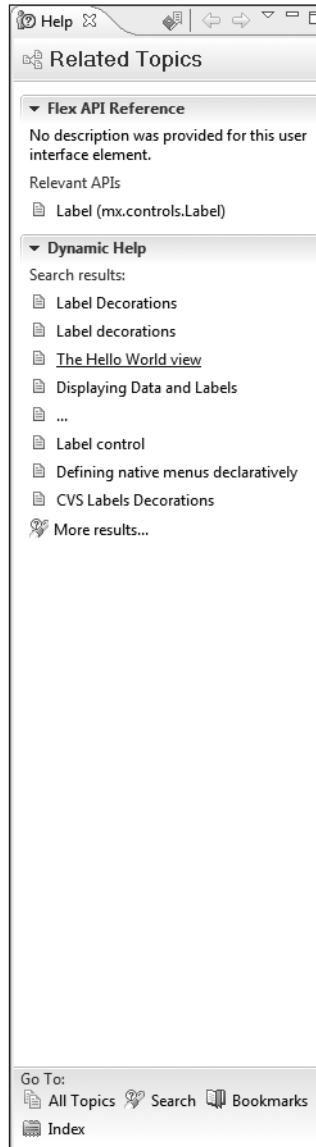 Help
Related Topics
Flex API Reference
No description was provided for this user
interface element.
Relevant APIs
Label (mx.controls.Label)
Dynamic Help
Search results:
Label Decorations
Label decorations
The Hello World view
Displaying Data and Labels
...
Label control
Defining native menus declaratively
CVS Labels Decorations
More results...
Go To:
All Topics Search Bookmarks
Index